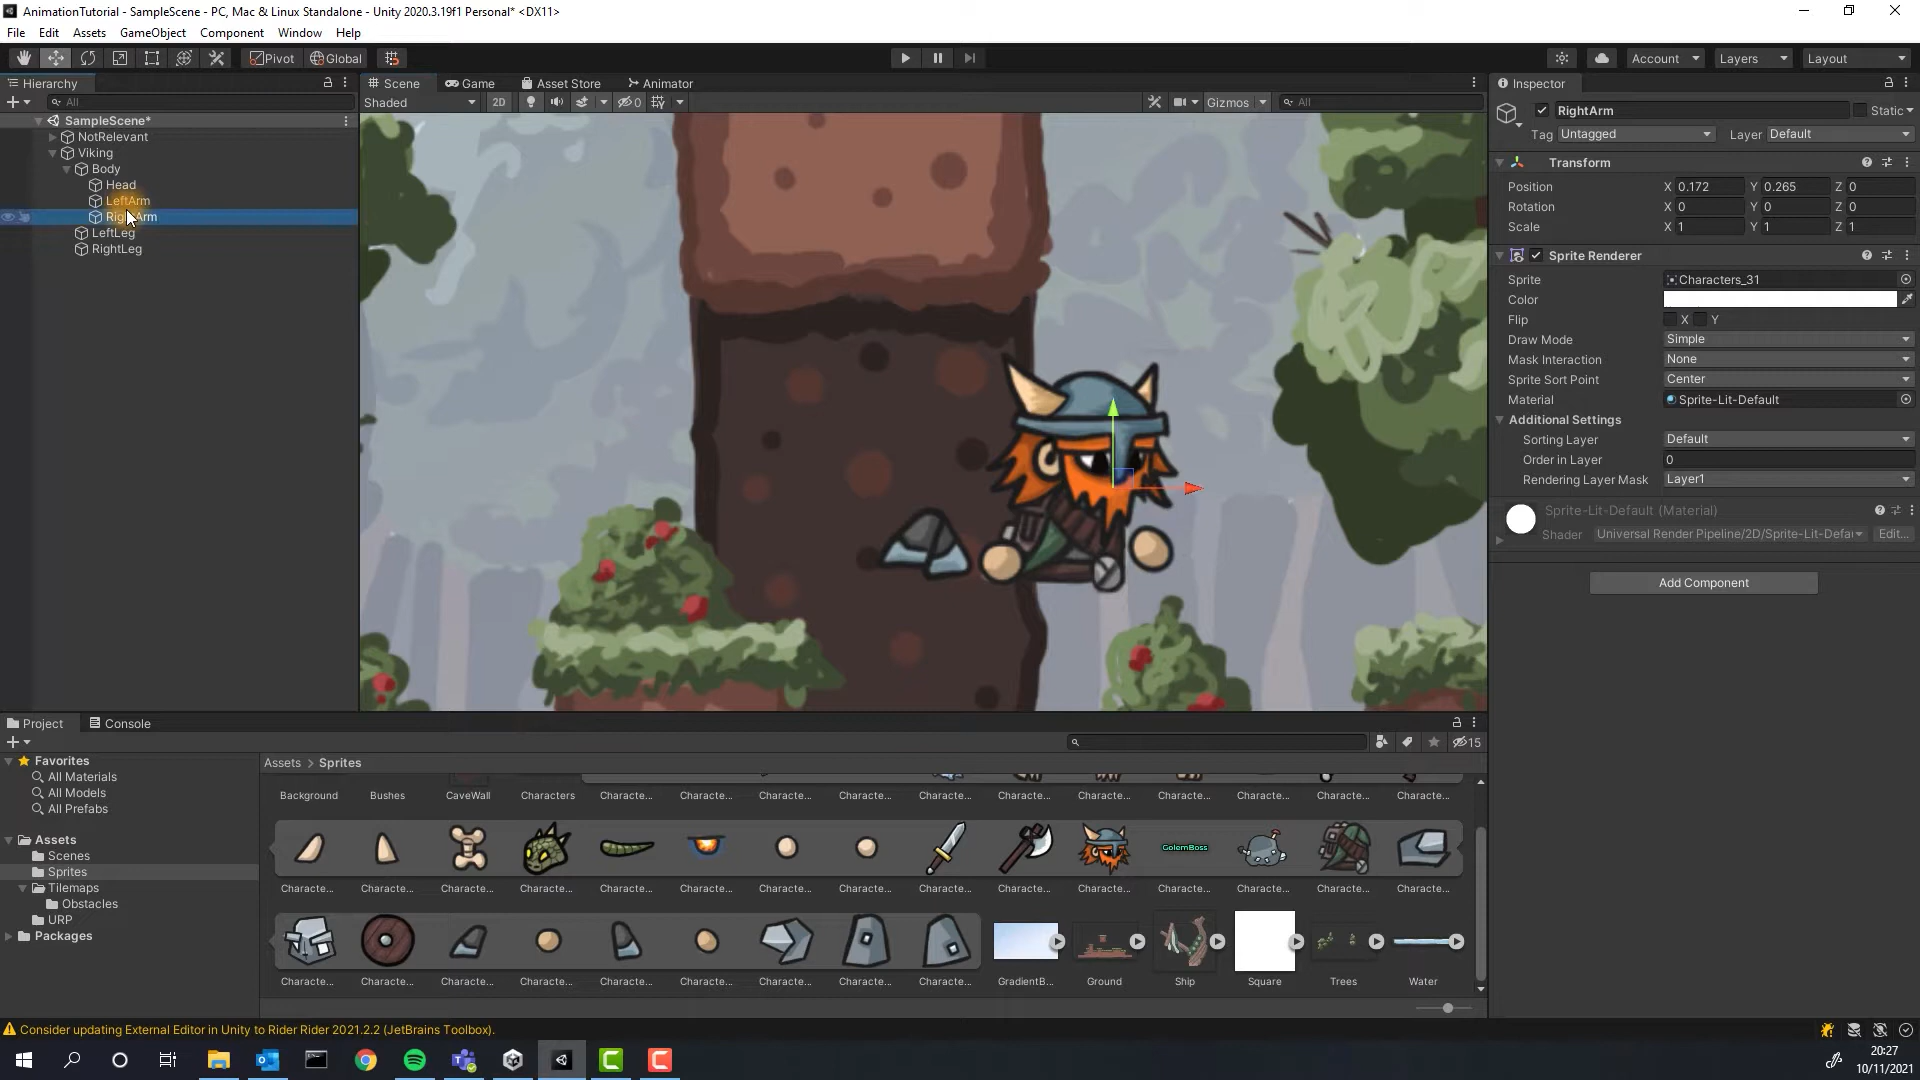 AnimationTutorial - SampleScene - PC, Mac & Linux Standalone - Unity 2020.3.19f1 Personal* <DX11>
File Edit Assets GameObject Component Window Help
Pivot Global Account Layers Layout
Hierarchy Scene Game Asset Store Animator Inspector
All Shaded 2D 0 Gizmos All
SampleScene*
NotRelevant
Viking
Body
Head
LeftArm
RightArm
LeftLeg
RightLeg
RightArm Static
Tag Untagged Layer Default
Transform
Position X 0.172 Y 0.265 Z 0
Rotation X 0 Y 0 Z 0
Scale X 1 Y 1 Z 1
Sprite Renderer
Sprite Characters_31
Color
Flip X Y
Draw Mode Simple
Mask Interaction None
Sprite Sort Point Center
Material Sprite-Lit-Default
Additional Settings
Sorting Layer Default
Order in Layer 0
Rendering Layer Mask Layer1
Sprite-Lit-Default (Material)
Shader Universal Render Pipeline/2D/Sprite-Lit-Defau Edit...
Add Component
Project Console
15
Favorites
All Materials
All Models
All Prefabs
Assets
Scenes
Sprites
Tilemaps
Obstacles
URP
Packages
Assets > Sprites
Background Bushes CaveWall Characters Characte... Characte... Characte... Characte... Characte... Characte... Characte... Characte... Characte... Characte... Characte...
GolemBoss
Characte... Characte... Characte... Characte... Characte... Characte... Characte... Characte... Characte... Characte... Characte... Characte... Characte... Characte... Characte...
Characte... Characte... Characte... Characte... Characte... Characte... Characte... Characte... Characte... GradientB... Ground Ship Square Trees Water
Consider updating External Editor in Unity to Rider Rider 2021.2.2 (JetBrains Toolbox).
20:27
10/11/2021